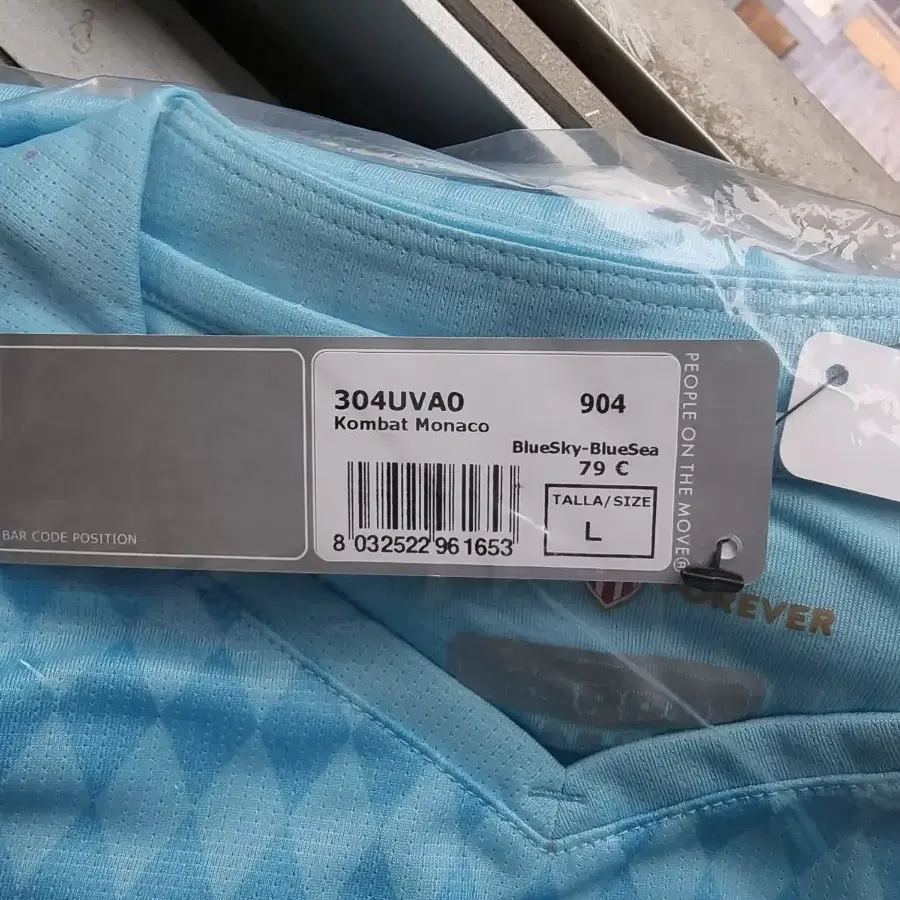 304UVA0
904
Kombat Monaco
BlueSky-BlueSea
79 €
TALLA/SIZE
L
8 032522 961653
BAR CODE POSITION
PEOPLE ON THE MOVE®
FOREVER